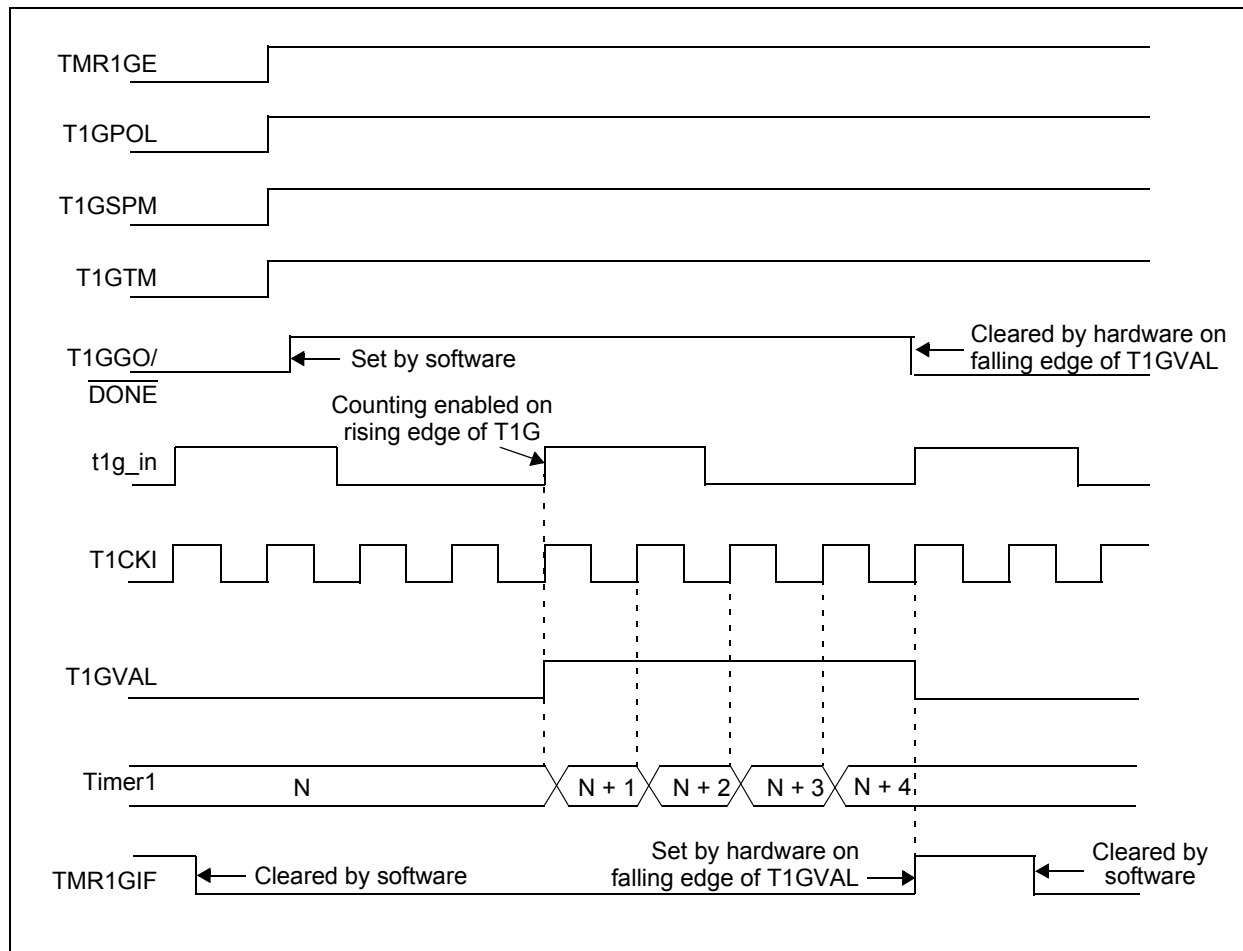 TMR1GE
T1GPOL
T1GSPM
T1GTM
T1GGO/
DONE
Set by software
Cleared by hardware on
falling edge of T1GVAL
Counting enabled on
rising edge of T1G
t1g_in
T1CKI
T1GVAL
Timer1
N
N + 1
N + 2
N + 3
N + 4
TMR1GIF
Cleared by software
Set by hardware on
falling edge of T1GVAL
Cleared by
software